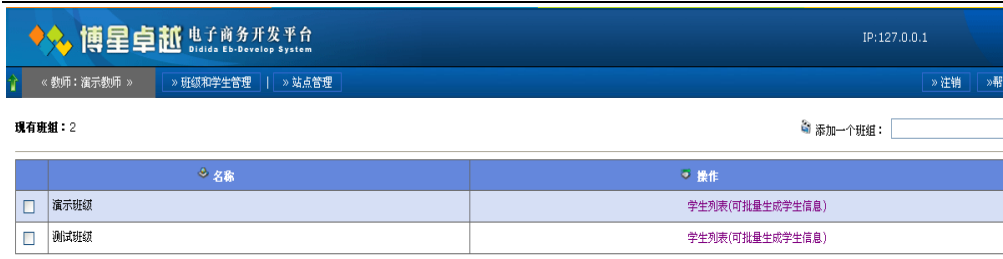 博星卓越 电子商务开发平台
Didida Eb-Develop System
IP:127.0.0.1
« 教师：演示教师 » » 班级和学生管理 | » 站点管理 » 注销 »帮
现有班组：2 添加一个班组：
名称 操作
演示班级 学生列表(可批量生成学生信息)
测试班级 学生列表(可批量生成学生信息)